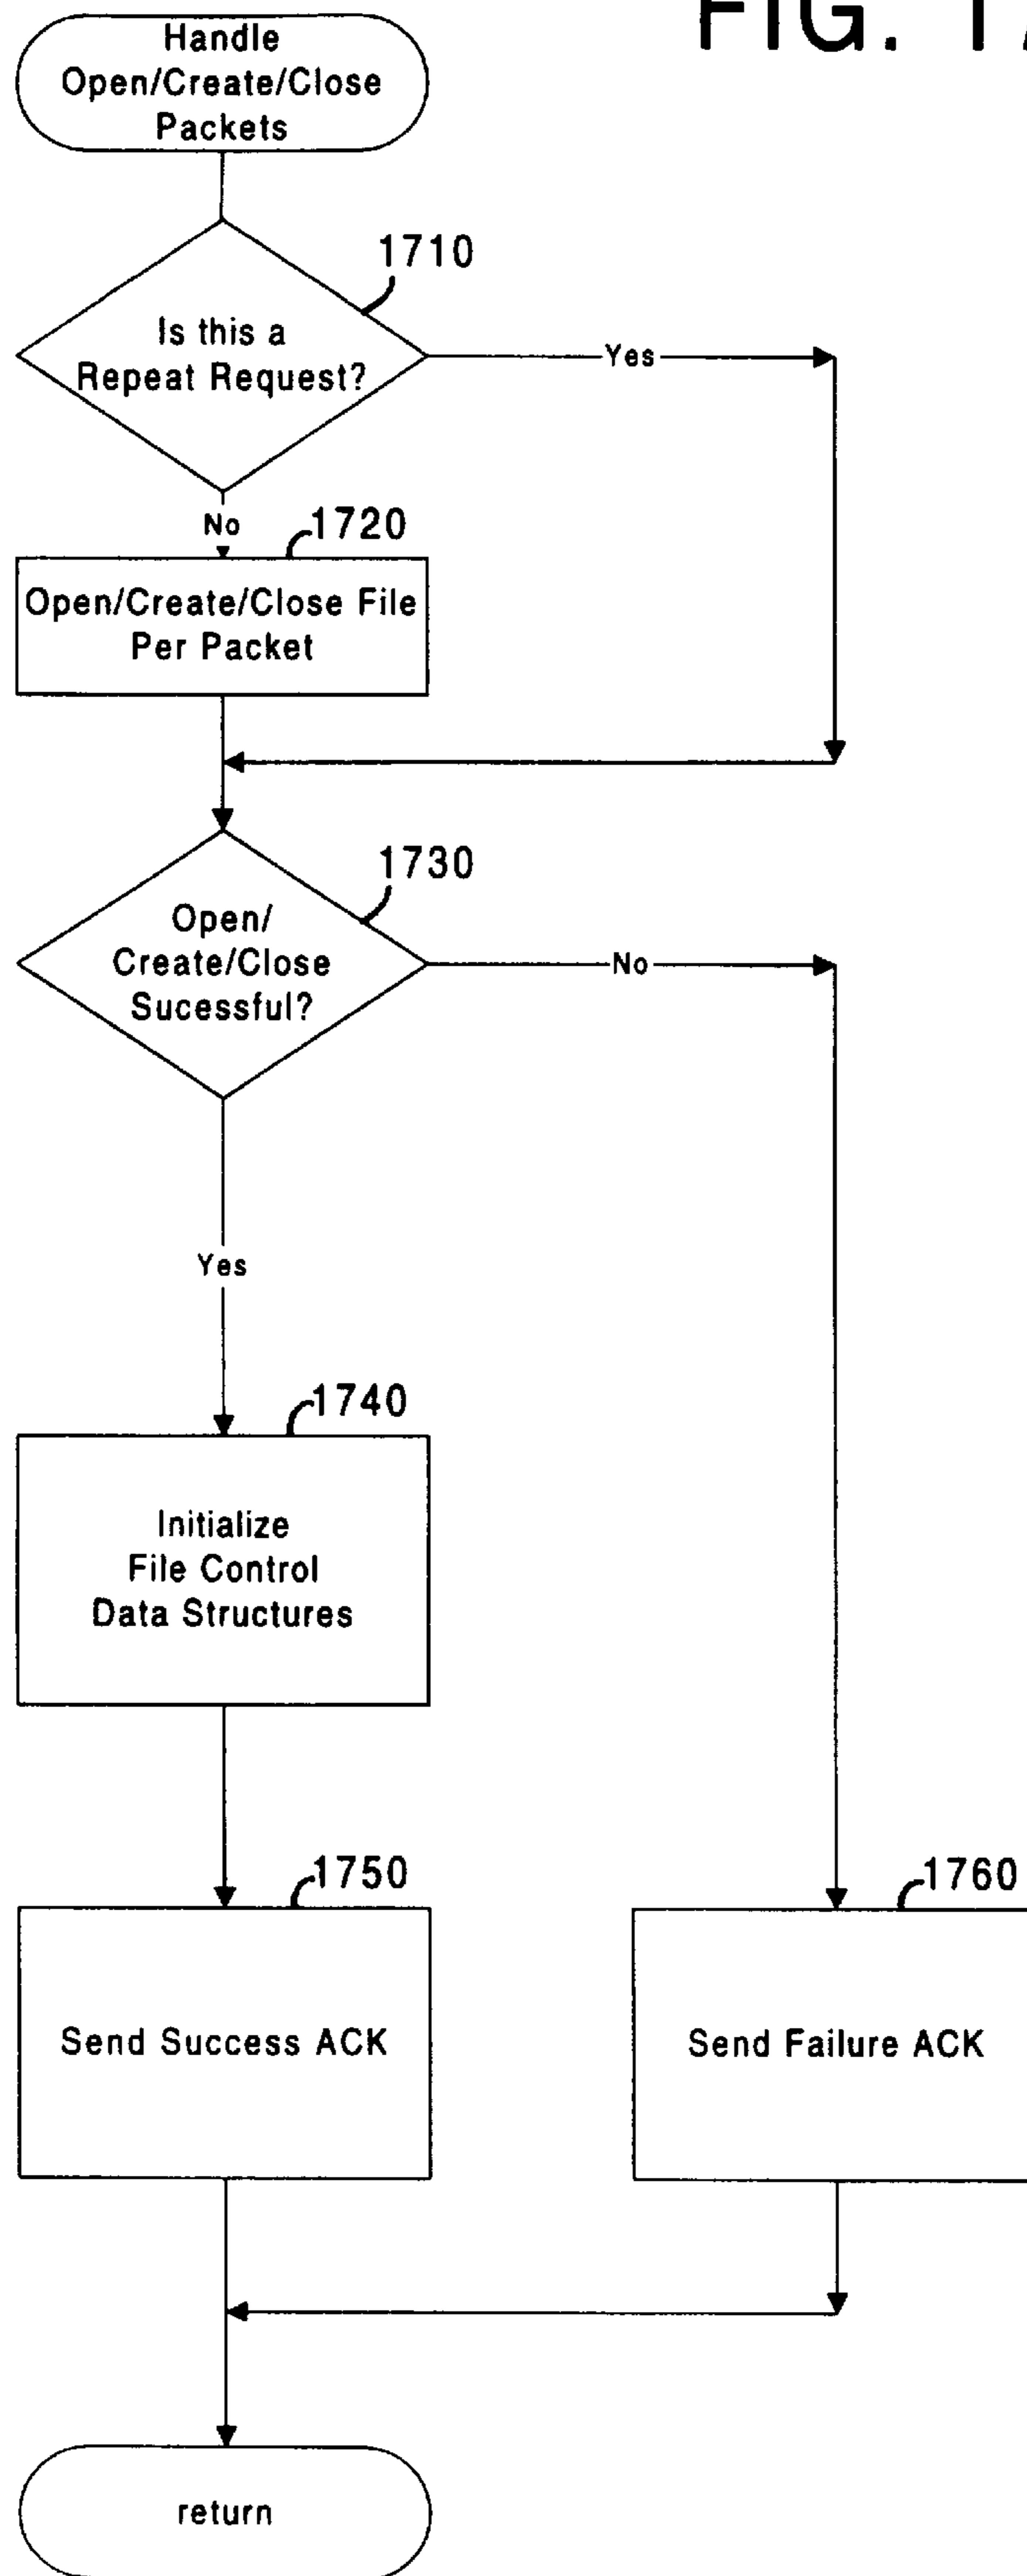 FIG. 17
Handle
Open/Create/Close
Packets
1710
Is this a
Repeat Request?
Yes
No
1720
Open/Create/Close File
Per Packet
1730
Open/
Create/Close
Sucessful?
No
Yes
1740
Initialize
File Control
Data Structures
1750
1760
Send Success ACK
Send Failure ACK
return